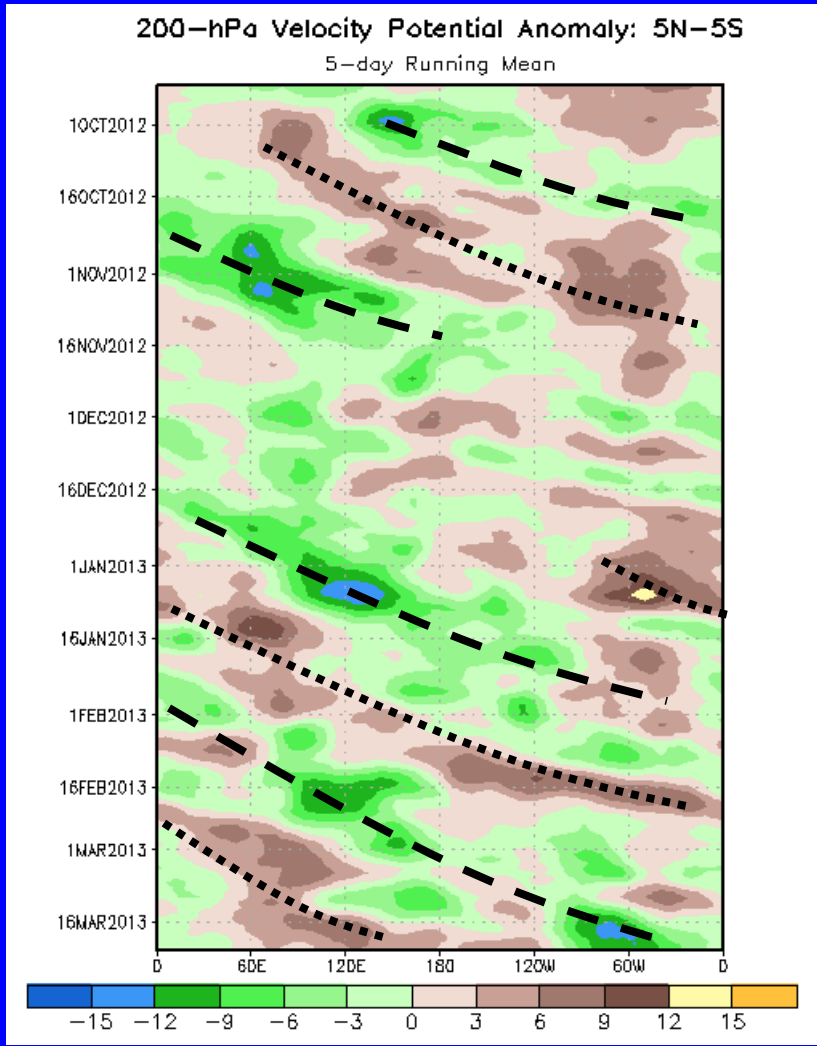 200-hPa Velocity Potential Anomaly: 5N-5S
5-day Running Mean
1OCT2012
16OCT2012
1NOV2012
16NOV2012
1DEC2012
16DEC2012
1JAN2013
16JAN2013
1FEB2013
16FEB2013
1MAR2013
16MAR2013
0 60E 120E 180 120W 60W 0
-15 -12 -9 -6 -3 0 3 6 9 12 15